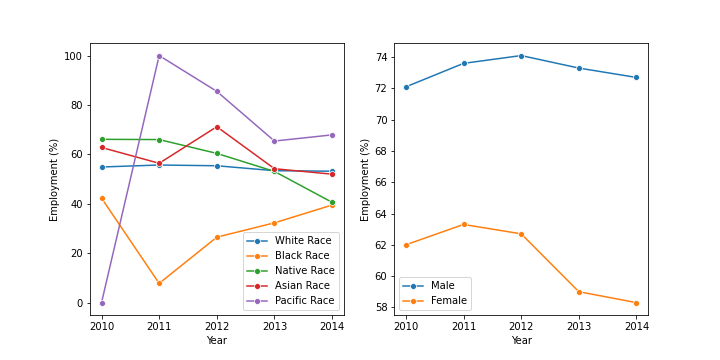 100
80
60
40
20
0
Employment (%)
2010 2011 2012 2013 2014
Year
White Race
Black Race
Native Race
Asian Race
Pacific Race
74
72
70
68
66
64
62
60
58
Employment (%)
2010 2011 2012 2013 2014
Year
Male
Female